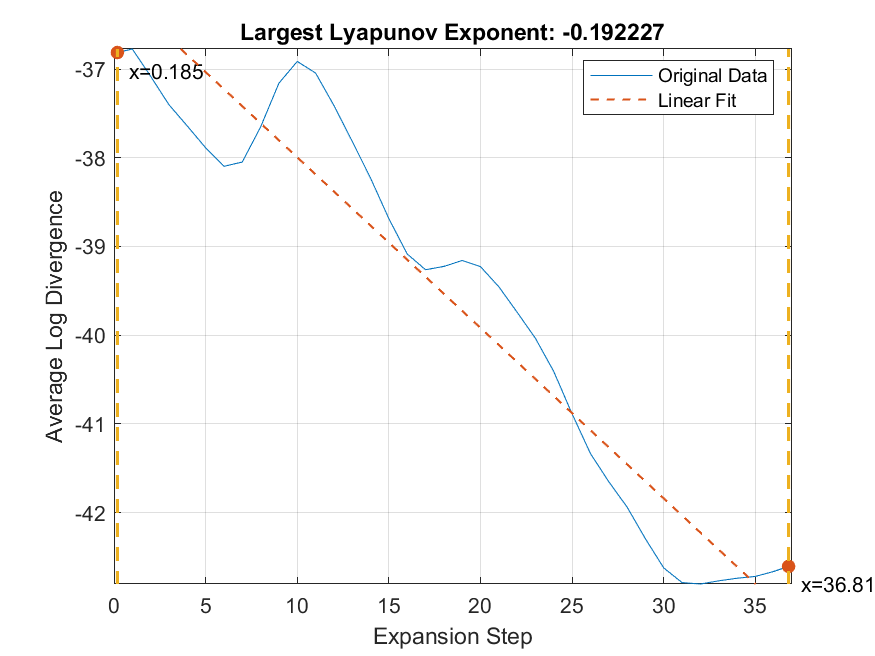 Largest Lyapunov Exponent: -0.192227
Original Data
Linear Fit
x=0.185
x=36.81
-37
-38
-39
-40
-41
-42
Average Log Divergence
0 5 10 15 20 25 30 35
Expansion Step